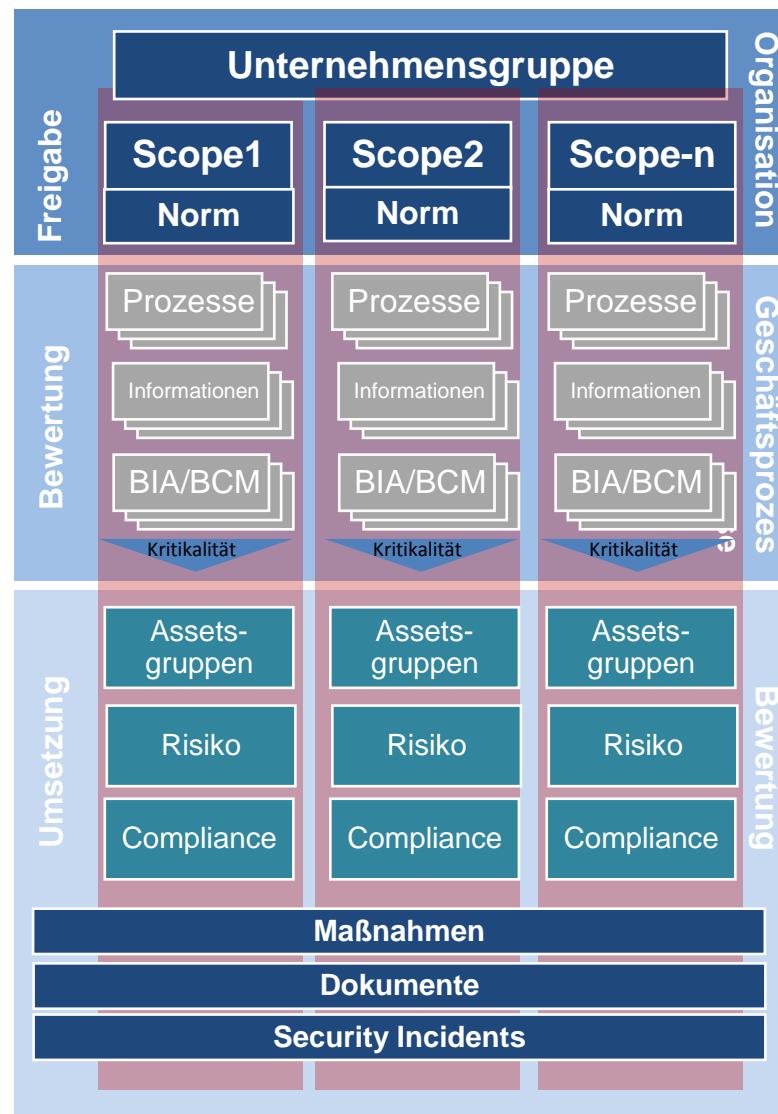 Unternehmensgruppe
Freigabe
Organisation
Scope1
Scope2
Scope-n
Norm
Norm
Norm
Bewertung
Geschäftsprozes
se
Prozesse
Prozesse
Prozesse
Informationen
Informationen
Informationen
BIA/BCM
BIA/BCM
BIA/BCM
Kritikalität
Kritikalität
Kritikalität
Umsetzung
Bewertung
Assets-
gruppen
Assets-
gruppen
Assets-
gruppen
Risiko
Risiko
Risiko
Compliance
Compliance
Compliance
Maßnahmen
Dokumente
Security Incidents